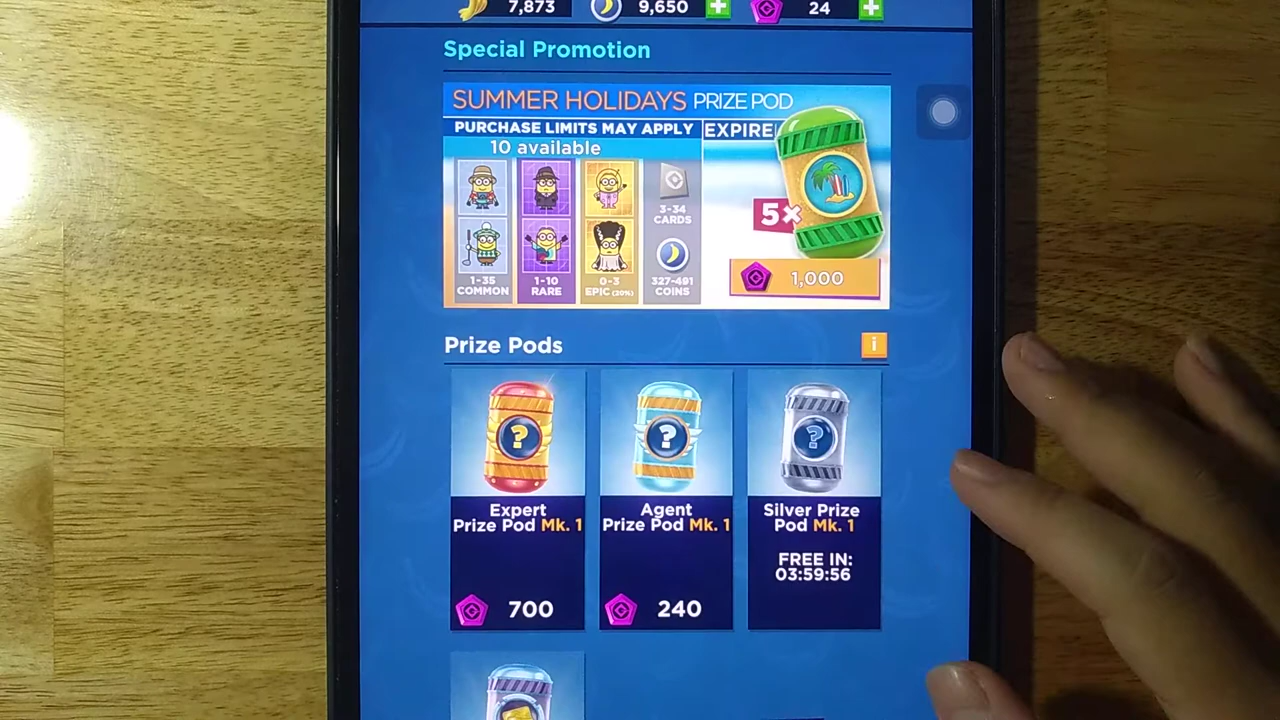 7,873 9,650 24
Special Promotion
SUMMER HOLIDAYS PRIZE POD
PURCHASE LIMITS MAY APPLY
10 available
5x
3-34
CARDS
1-35
COMMON
1-10
RARE
0-3
EPIC (20%)
327-491
COINS
1,000
Prize Pods
i
?
Expert
Prize Pod Mk. 1
700
?
Agent
Prize Pod Mk. 1
240
?
Silver Prize
Pod Mk. 1
FREE IN:
03:59:56